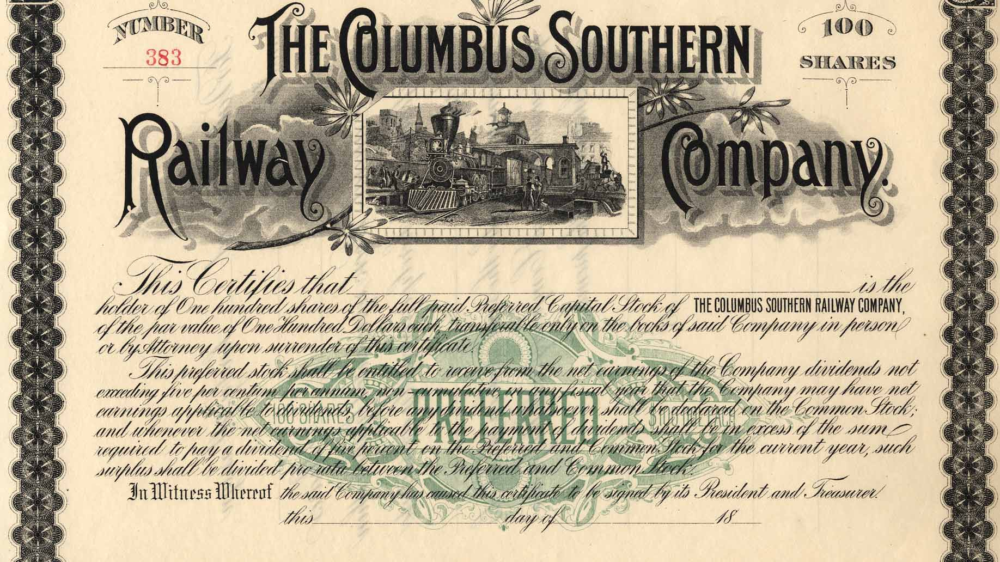 NUMBER
383
THE COLUMBUS SOUTHERN
100
SHARES
Railway
Company.
This Certifies that is the
holder of One hundred shares of the full paid Preferred Capital Stock of THE COLUMBUS SOUTHERN RAILWAY COMPANY,
of the par value of One Hundred Dollars each, transferable only on the books of said Company in person
or by Attorney upon surrender of this certificate.
This preferred stock shall be entitled to receive from the net earnings of the Company dividends not
exceeding five per centum per annum, non-cumulative in any fiscal year that the Company may have net
earnings applicable to dividends, before any dividend whatsoever shall be declared on the Common Stock;
and whenever the net earnings applicable to the payment of dividends shall be in excess of the sum
required to pay a dividend of five percent on the Preferred and Common Stock for the current year, such
surplus shall be divided pro rata between the Preferred and Common Stock.
100 SHARES PREFERRED $100 EACH
In Witness Whereof the said Company has caused this certificate to be signed by its President and Treasurer.
this day of 18